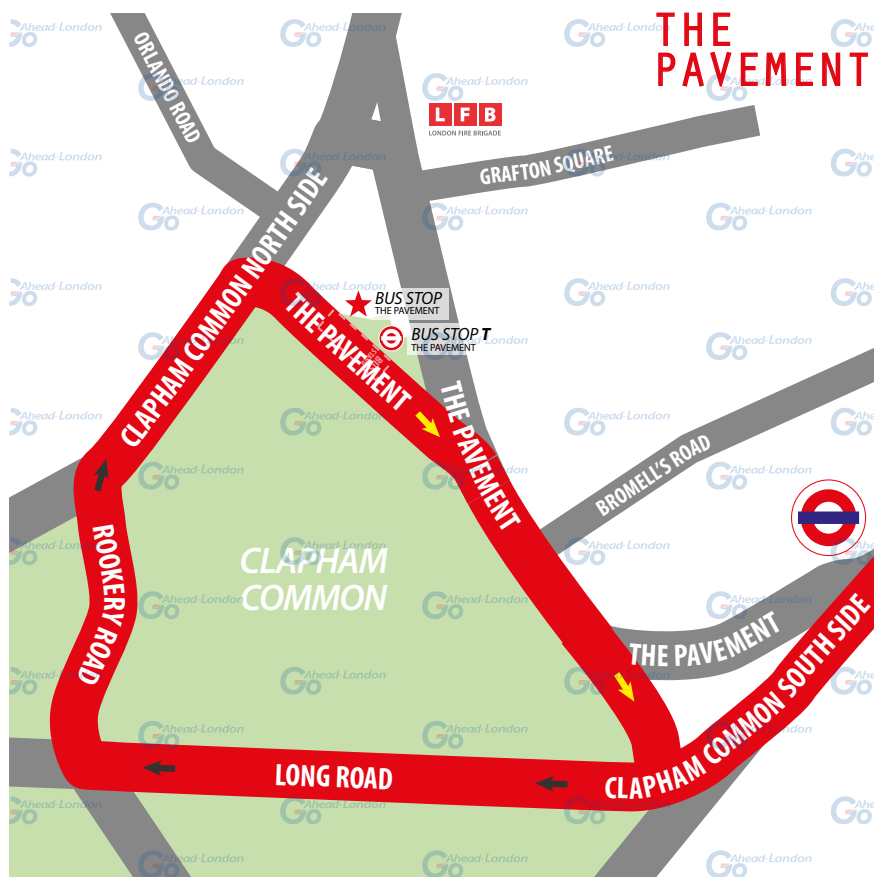 THE
PAVEMENT
ORLANDO ROAD
LFB
LONDON FIRE BRIGADE
GRAFTON SQUARE
CLAPHAM COMMON NORTH SIDE
BUS STOP
THE PAVEMENT
BUS STOP T
THE PAVEMENT
THE PAVEMENT
THE PAVEMENT
BROMELL'S ROAD
ROOKERY ROAD
CLAPHAM
COMMON
THE PAVEMENT
CLAPHAM COMMON SOUTH SIDE
LONG ROAD
Go Ahead-London